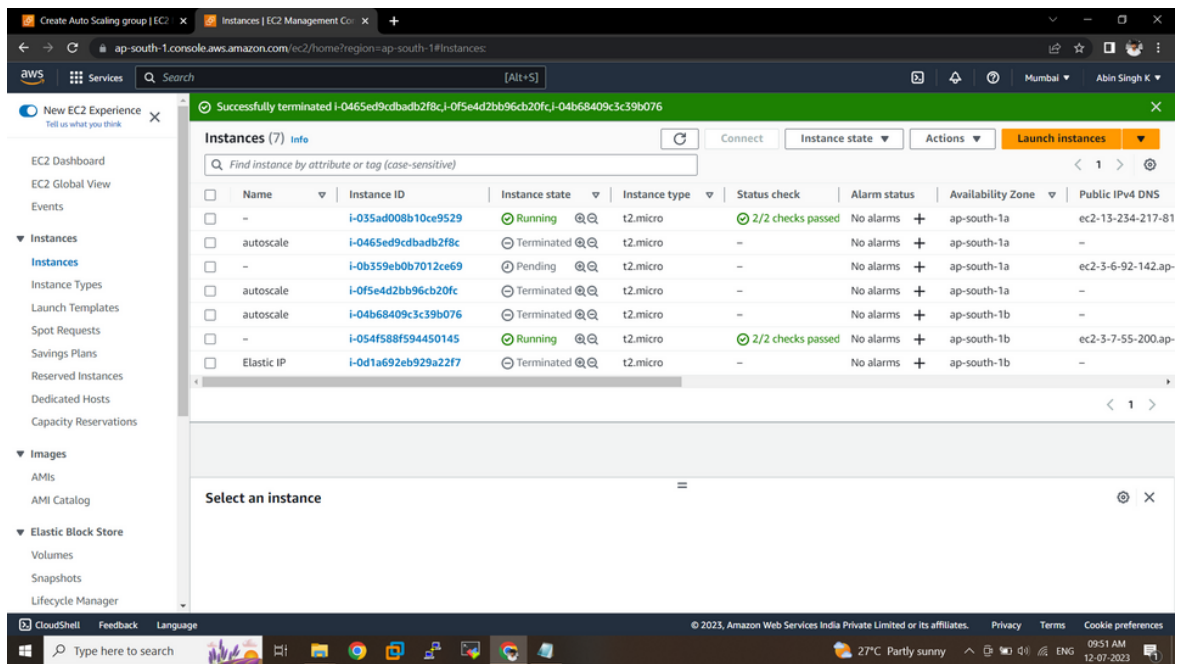 Create Auto Scaling group | EC2
Instances | EC2 Management Co
ap-south-1.console.aws.amazon.com/ec2/home?region=ap-south-1#Instances:
aws
Services
Search
[Alt+S]
Mumbai
Abin Singh K
New EC2 Experience
Tell us what you think
Successfully terminated i-0465ed9cdbadb2f8c,i-0f5e4d2bb96cb20fc,i-04b68409c3c39b076
Instances (7) Info
Connect
Instance state
Actions
Launch instances
Find instance by attribute or tag (case-sensitive)
1
Name Instance ID Instance state Instance type Status check Alarm status Availability Zone Public IPv4 DNS
– i-035ad008b10ce9529 Running t2.micro 2/2 checks passed No alarms + ap-south-1a ec2-13-234-217-81
autoscale i-0465ed9cdbadb2f8c Terminated t2.micro – No alarms + ap-south-1a –
– i-0b359eb0b7012ce69 Pending t2.micro – No alarms + ap-south-1a ec2-3-6-92-142.ap-
autoscale i-0f5e4d2bb96cb20fc Terminated t2.micro – No alarms + ap-south-1a –
autoscale i-04b68409c3c39b076 Terminated t2.micro – No alarms + ap-south-1b –
– i-054f588f594450145 Running t2.micro 2/2 checks passed No alarms + ap-south-1b ec2-3-7-55-200.ap-
Elastic IP i-0d1a692eb929a22f7 Terminated t2.micro – No alarms + ap-south-1b –
1
Select an instance
EC2 Dashboard
EC2 Global View
Events
Instances
Instances
Instance Types
Launch Templates
Spot Requests
Savings Plans
Reserved Instances
Dedicated Hosts
Capacity Reservations
Images
AMIs
AMI Catalog
Elastic Block Store
Volumes
Snapshots
Lifecycle Manager
CloudShell
Feedback
Language
© 2023, Amazon Web Services India Private Limited or its affiliates.
Privacy
Terms
Cookie preferences
Type here to search
27°C Partly sunny
ENG
09:51 AM
12-07-2023